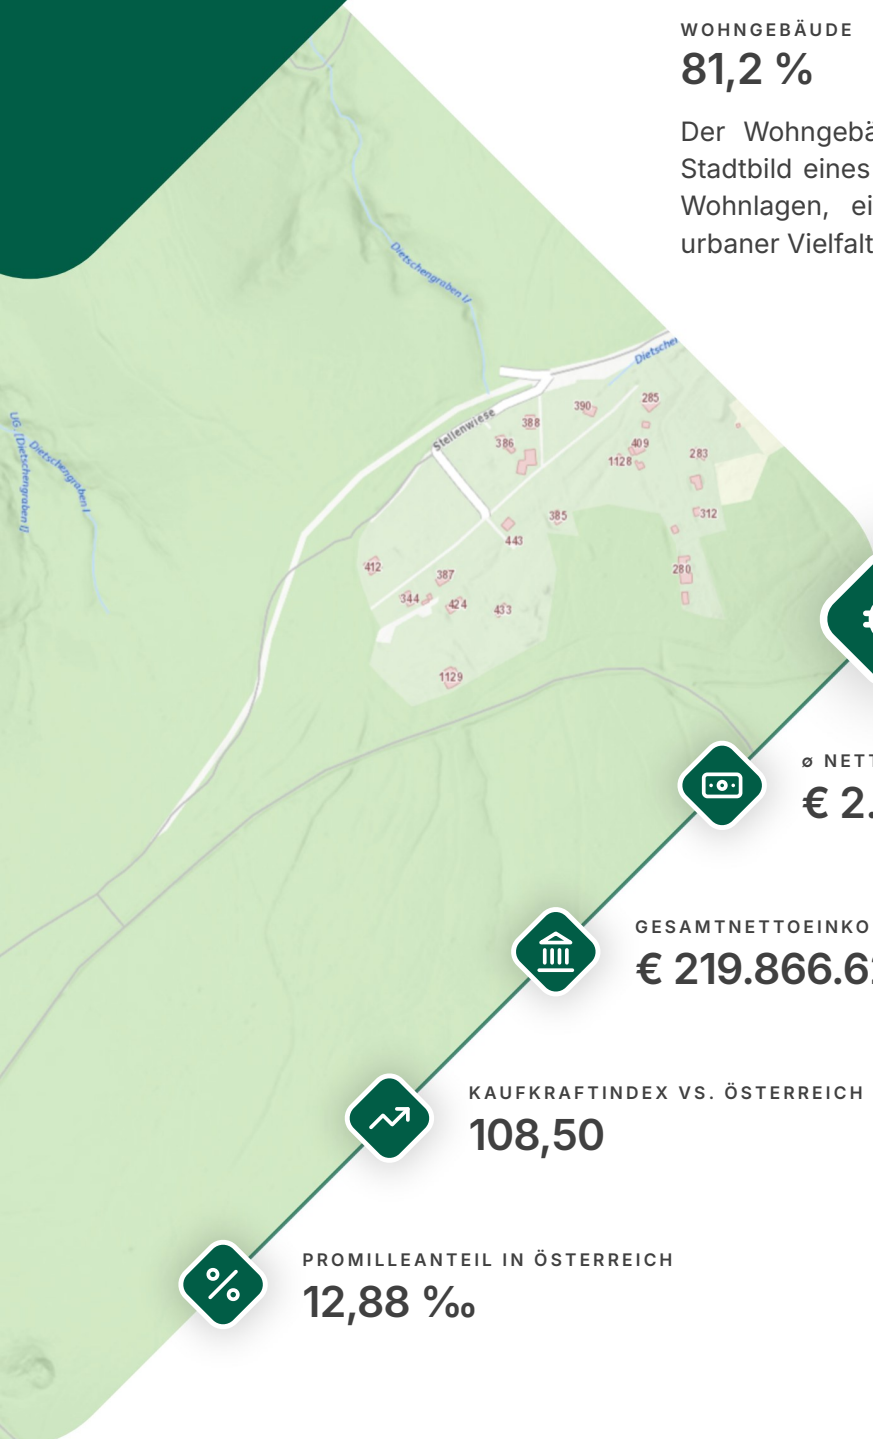 WOHNGEBÄUDE
81,2 %
Der Wohngebä
Stadtbild eines
Wohnlagen, ei
urbaner Vielfalt
Dietschengraben II
Dietscher
Stellenwiese
285
390
388
386
409
1128
283
312
385
443
280
412
387
344
424
433
1129
UG (Dietschengraben I)
Dietschengraben I
ø NETT
€ 2.
GESAMTNETTOEINKO
€ 219.866.6
KAUFKRAFTINDEX VS. ÖSTERREICH
108,50
PROMILLEANTEIL IN ÖSTERREICH
12,88 ‰